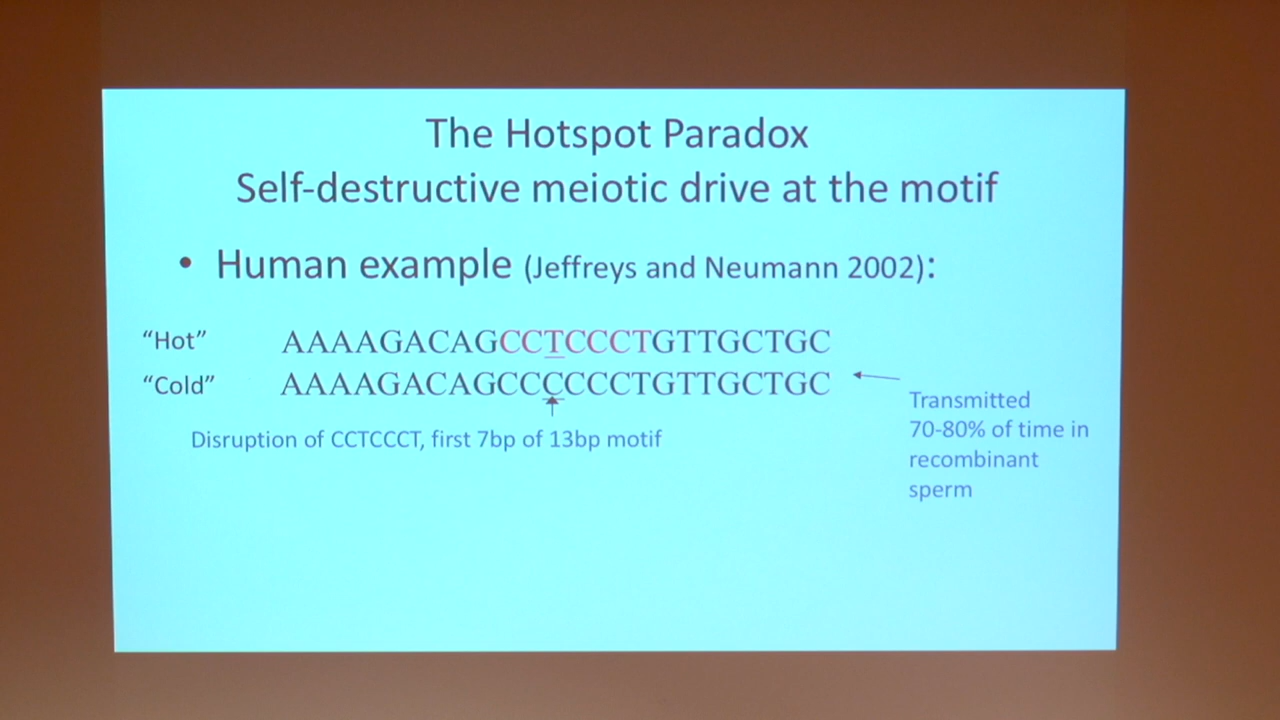 The Hotspot Paradox
Self-destructive meiotic drive at the motif
• Human example (Jeffreys and Neumann 2002):
“Hot” AAAAGACAGCCTCCCTGTTGCTGC
“Cold” AAAAGACAGCCCCCCTGTTGCTGC
Disruption of CCTCCCT, first 7bp of 13bp motif
Transmitted
70-80% of time in
recombinant
sperm